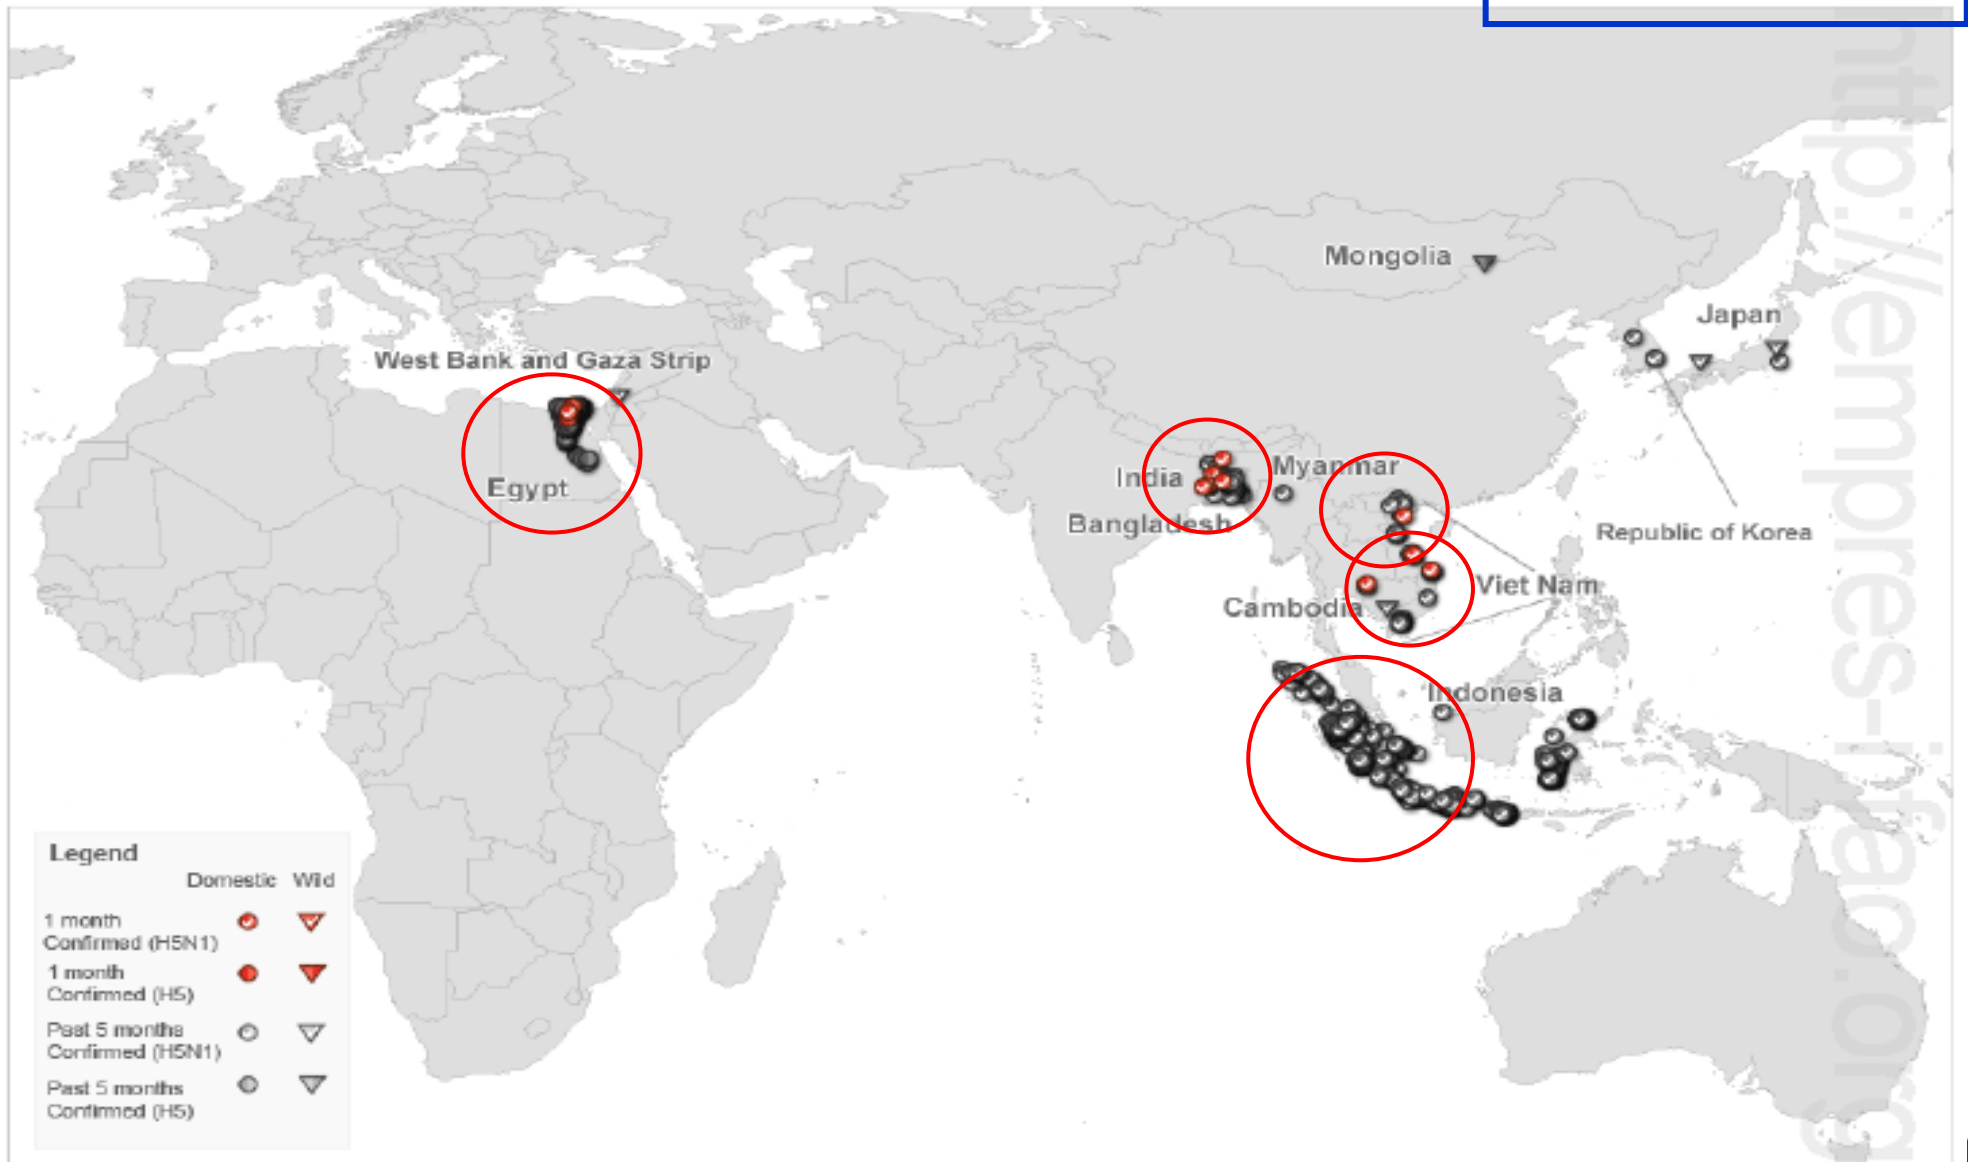 Mongolia
Japan
West Bank and Gaza Strip
Egypt
India
Myanmar
Bangladesh
Republic of Korea
Viet Nam
Cambodia
Indonesia
Legend
Domestic Wild
1 month
Confirmed (H5N1)
1 month
Confirmed (H5)
Past 5 months
Confirmed (H5N1)
Past 5 months
Confirmed (H5)
http://empres-i.fao.org